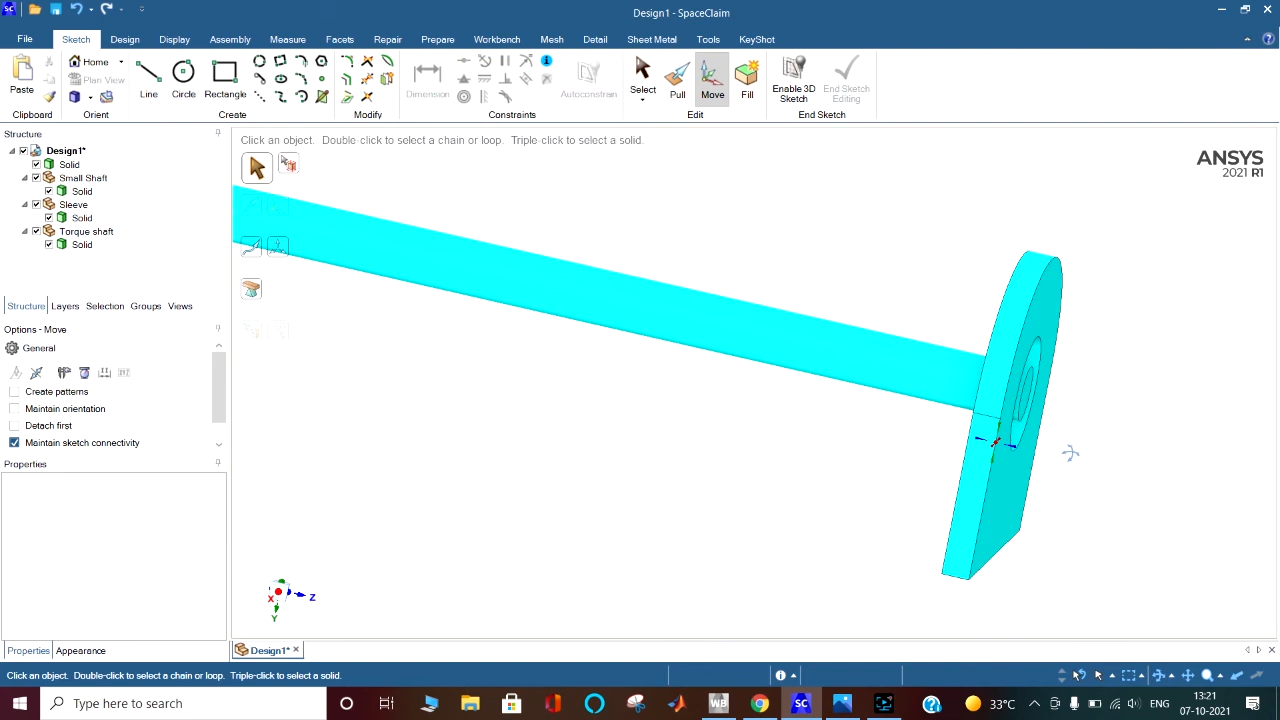 Design1 - SpaceClaim
File Sketch Design Display Assembly Measure Facets Repair Prepare Workbench Mesh Detail Sheet Metal Tools KeyShot
Paste
Home
Plan View
Line Circle Rectangle
Dimension
Autoconstrain
Select Pull Move Fill
Enable 3D Sketch
End Sketch Editing
Clipboard Orient Create Modify Constraints Edit End Sketch
Structure
Design1*
Solid
Small Shaft
Solid
Sleeve
Solid
Torque shaft
Solid
Structure Layers Selection Groups Views
Options - Move
General
Create patterns
Maintain orientation
Detach first
Maintain sketch connectivity
Properties
Properties Appearance
Click an object. Double-click to select a chain or loop. Triple-click to select a solid.
ANSYS
2021 R1
X Y Z
Design1*
Click an object. Double-click to select a chain or loop. Triple-click to select a solid.
Type here to search
WB
SC
33°C
ENG
13:21
07-10-2021